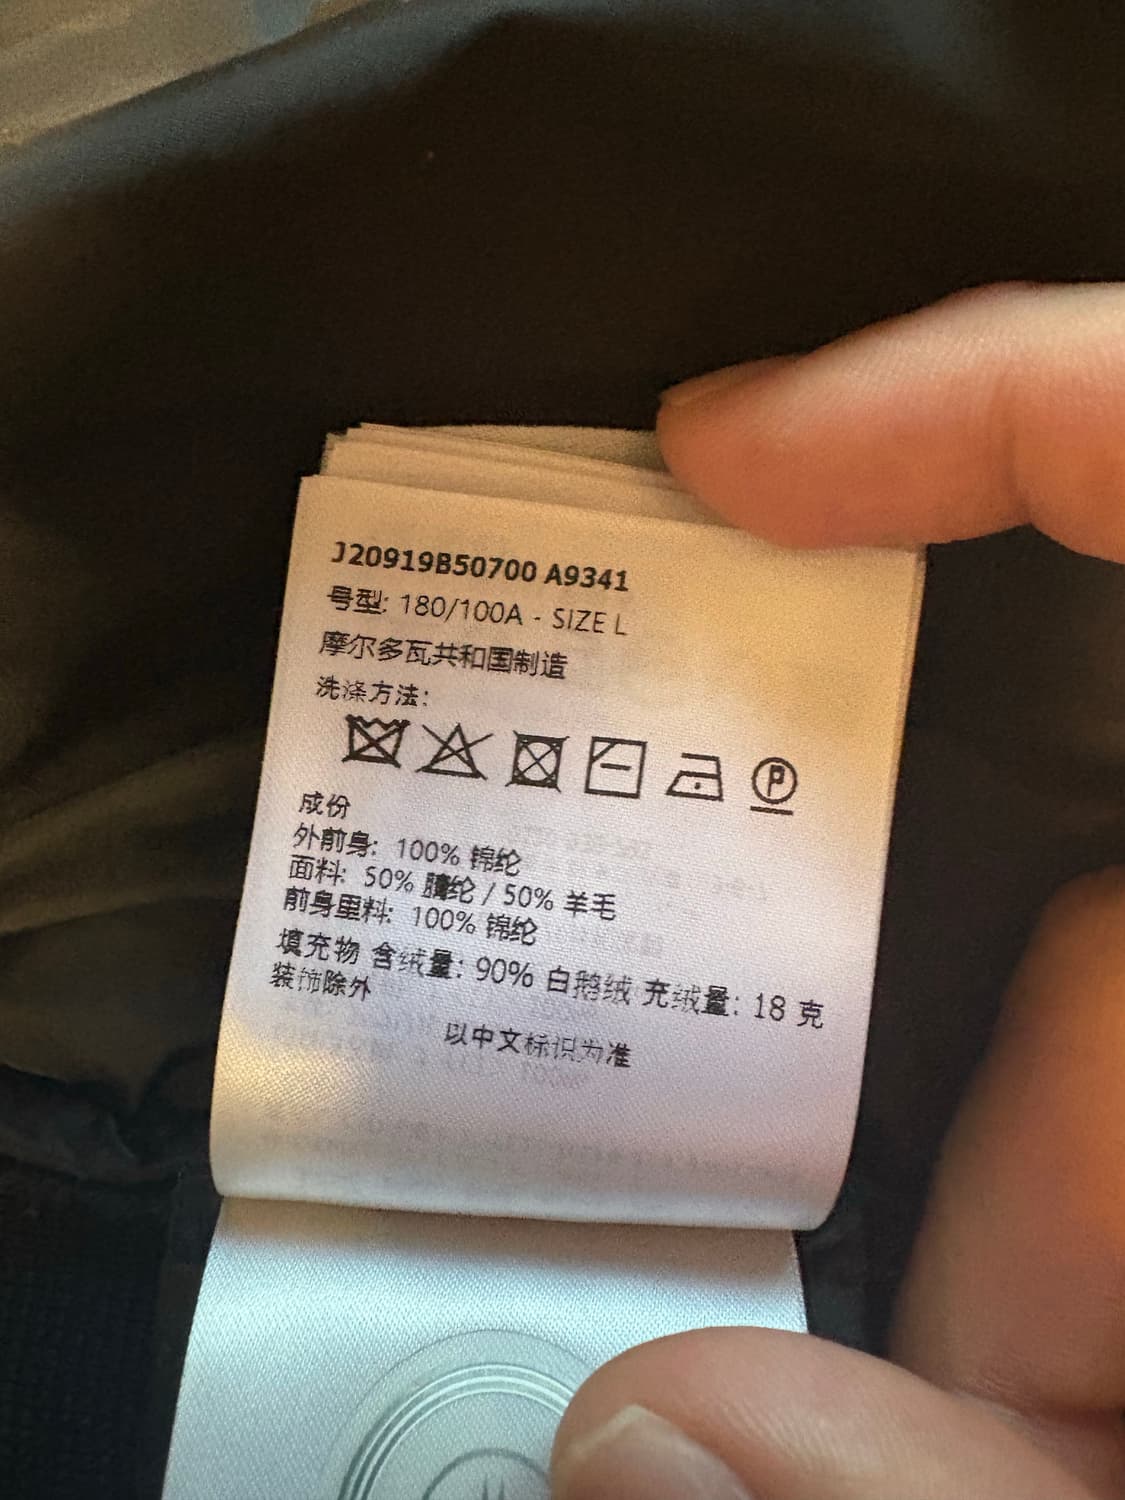 J20919B50700 A9341
号型: 180/100A - SIZE L
摩尔多瓦共和国制造
洗涤方法:
P
成份
外前身: 100% 锦纶
面料: 50% 腈纶 / 50% 羊毛
前身里料: 100% 锦纶
填充物 含绒量: 90% 白鹅绒 充绒量: 18 克
装饰除外
以中文标识为准